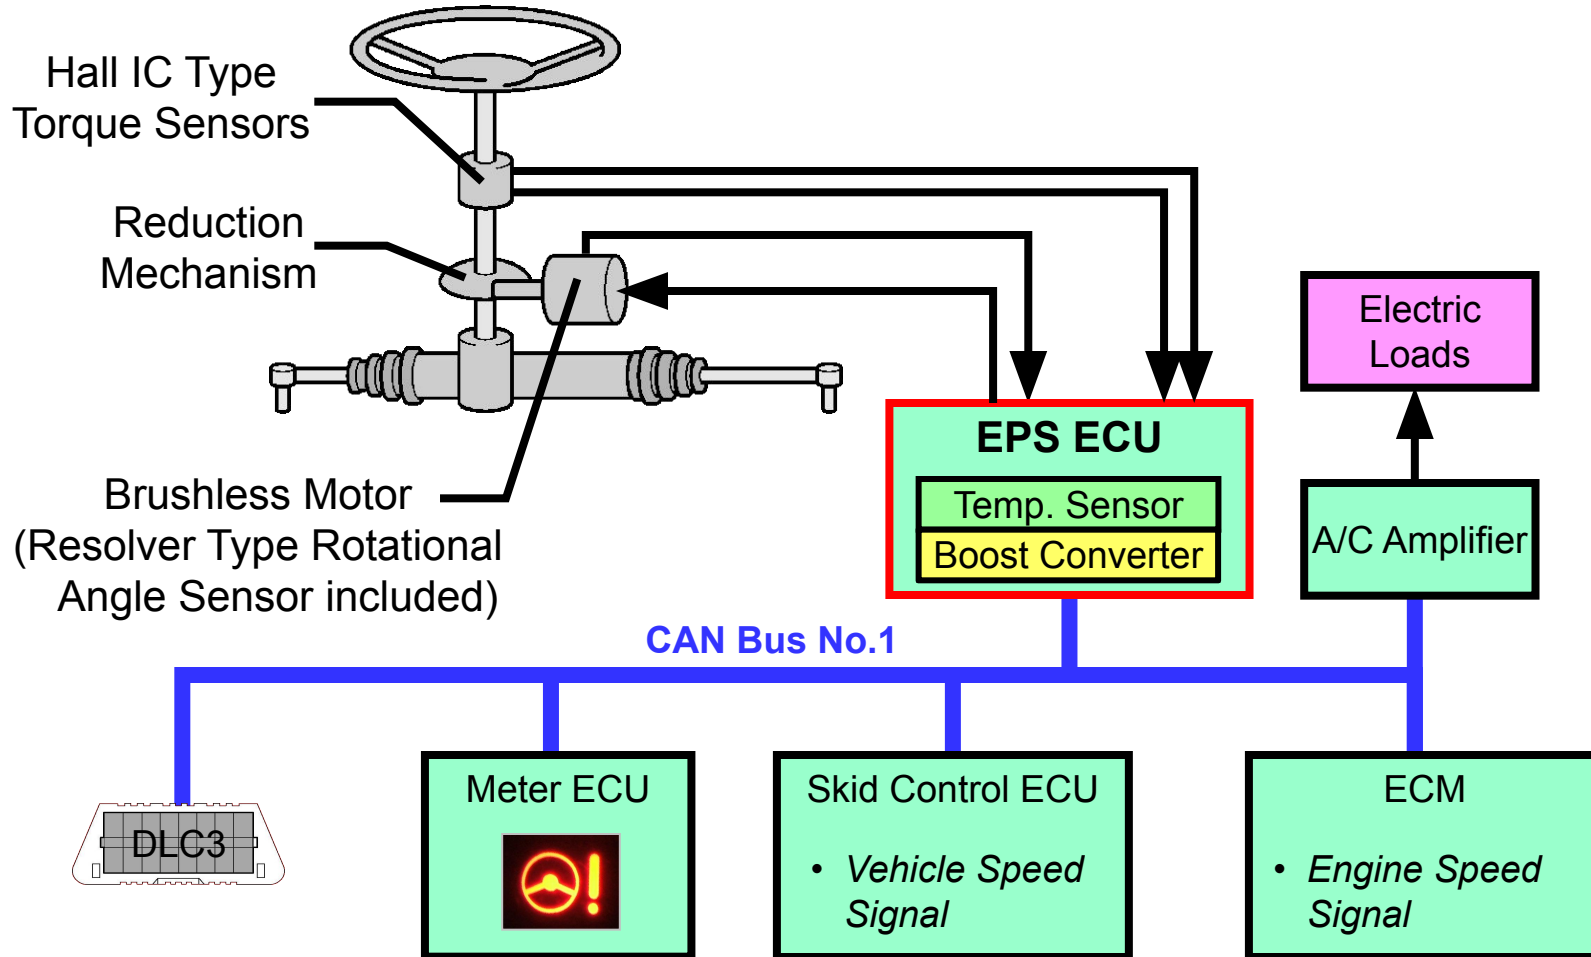 Hall IC Type
Torque Sensors
Reduction
Mechanism
Brushless Motor
(Resolver Type Rotational
Angle Sensor included)
EPS ECU
Temp. Sensor
Boost Converter
Electric
Loads
A/C Amplifier
CAN Bus No.1
DLC3
Meter ECU
!
Skid Control ECU
• Vehicle Speed
Signal
ECM
• Engine Speed
Signal